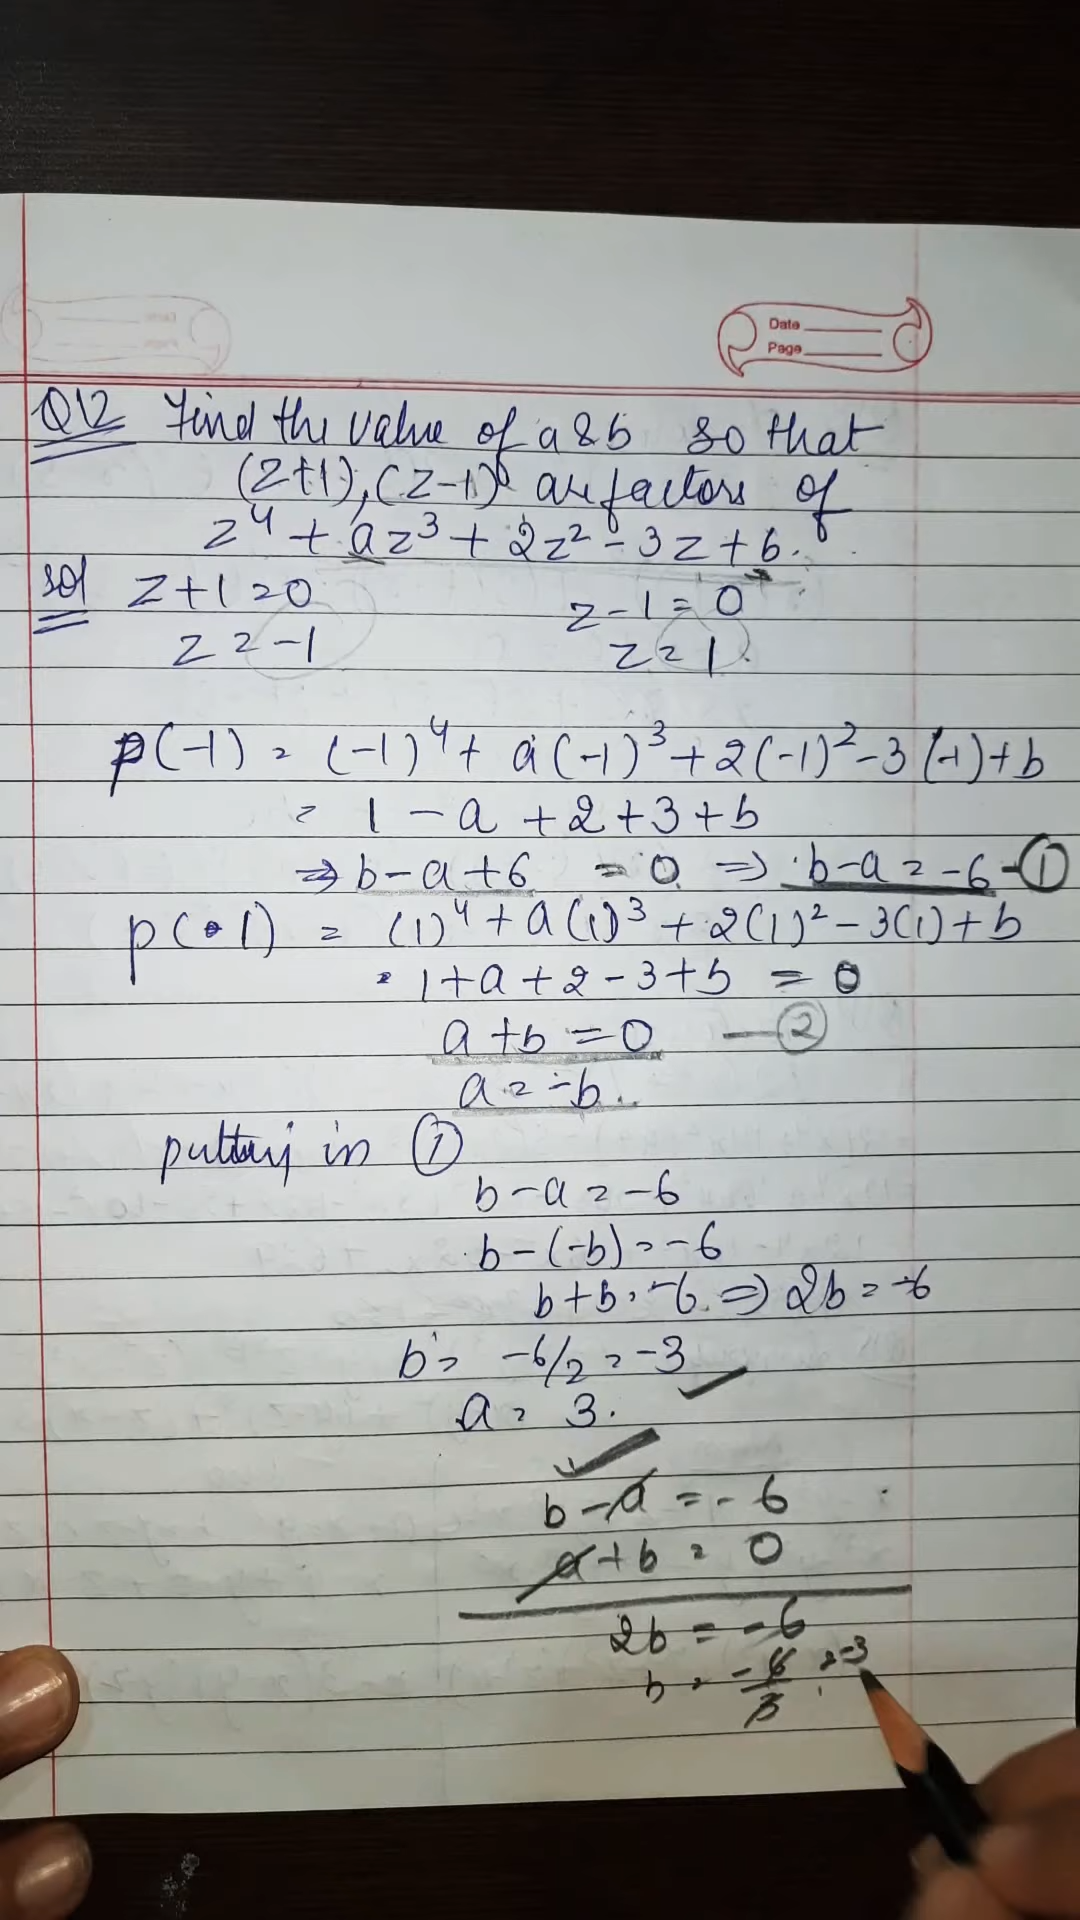 Date
Page
Q12 Find the value of a & b so that
(z+1), (z-1) are factors of
z⁴ + az³ + 2z² - 3z + b.
Sol z+1=0 z-1=0
z=-1 z=1.
p(-1) = (-1)⁴ + a(-1)³ + 2(-1)² - 3(-1) + b
= 1 - a + 2 + 3 + b
⇒ b-a+6 = 0 ⇒ b-a = -6 - ①
p(1) = (1)⁴ + a(1)³ + 2(1)² - 3(1) + b
= 1 + a + 2 - 3 + b = 0
a + b = 0 — ②
a = -b.
putting in ①
b - a = -6
b - (-b) = -6
b + b = -6 ⇒ 2b = -6
b = -6/2 = -3
a = 3.
b - a = - 6
a + b = 0
2b = - 6
b = -6/2 = -3